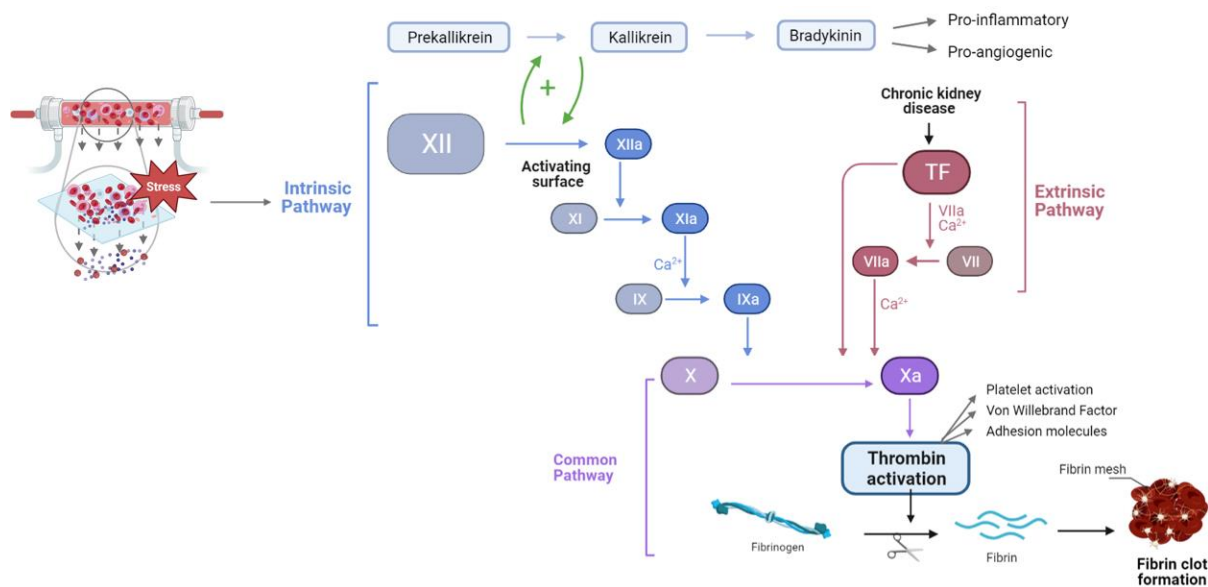 Prekallikrein
Kallikrein
Bradykinin
Pro-inflammatory
Pro-angiogenic
+
Stress
Intrinsic
Pathway
XII
Activating
surface
XIIa
XI
XIa
Ca²⁺
IX
IXa
Chronic kidney
disease
TF
Extrinsic
Pathway
VIIa
Ca²⁺
VIIa
VII
Ca²⁺
X
Xa
Common
Pathway
Platelet activation
Von Willebrand Factor
Adhesion molecules
Thrombin
activation
Fibrinogen
Fibrin
Fibrin mesh
Fibrin clot
formation